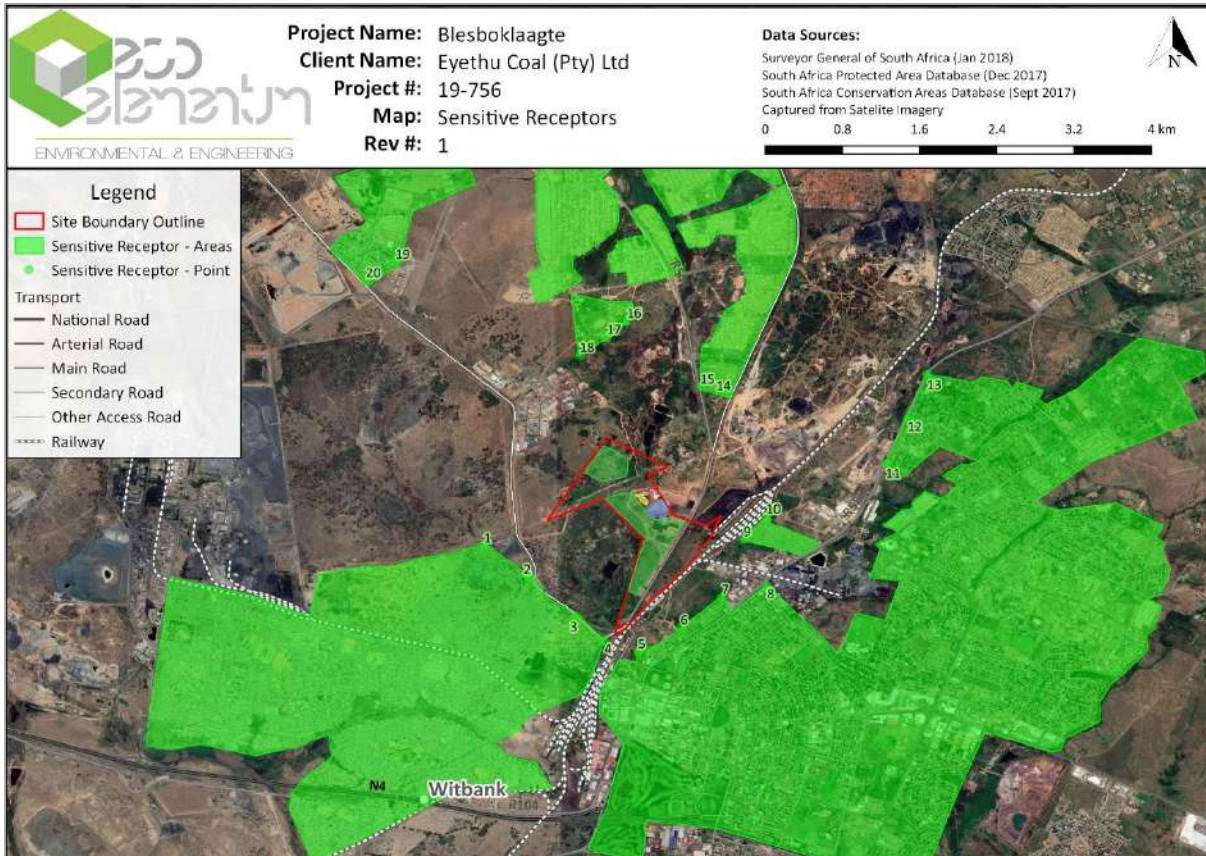 eco
elementum
ENVIRONMENTAL & ENGINEERING
Project Name: Blesboklaagte
Client Name: Eyethu Coal (Pty) Ltd
Project #: 19-756
Map: Sensitive Receptors
Rev #: 1
Data Sources:
Surveyor General of South Africa (Jan 2018)
South Africa Protected Area Database (Dec 2017)
South Africa Conservation Areas Database (Sept 2017)
Captured from Satelite Imagery
0 0.8 1.6 2.4 3.2 4 km
N
Legend
Site Boundary Outline
Sensitive Receptor - Areas
Sensitive Receptor - Point
Transport
National Road
Arterial Road
Main Road
Secondary Road
Other Access Road
Railway
19
20
16
17
18
15
14
13
12
11
10
9
1
2
7
8
3
6
4
5
N4
Witbank
R104